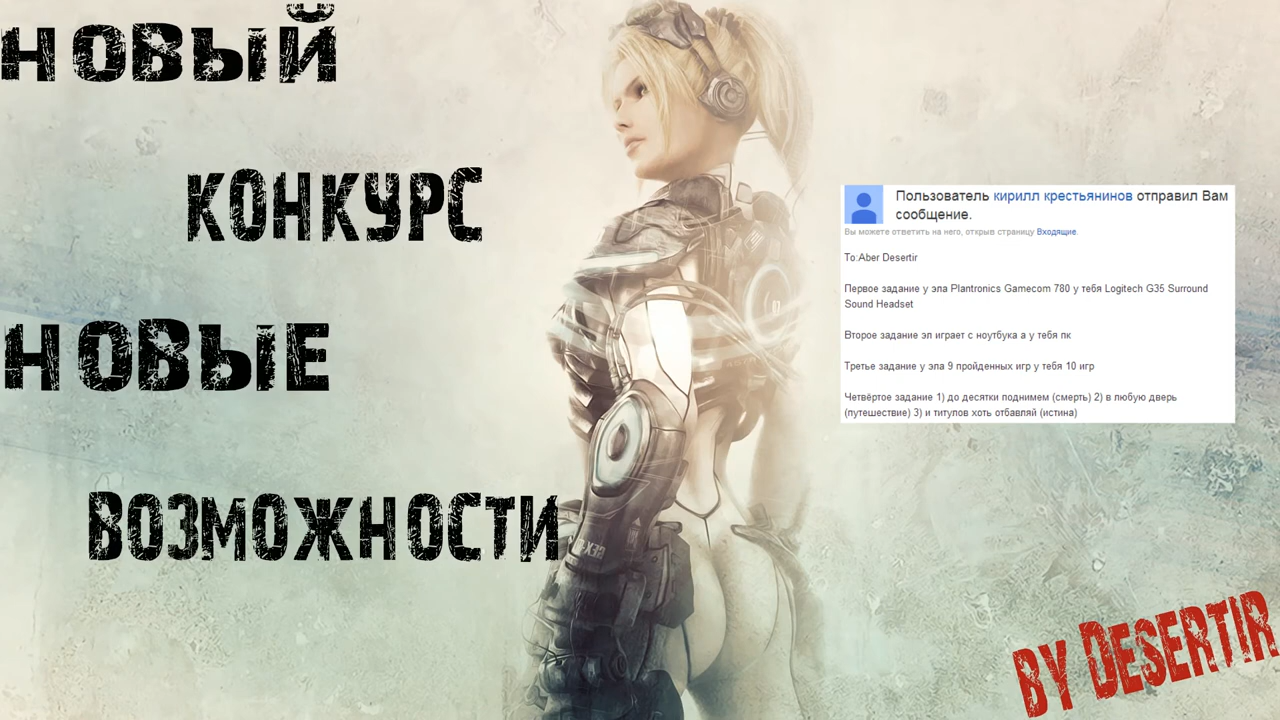 НОВЫЙ
КОНКУРС
НОВЫЕ
ВОЗМОЖНОСТИ
Пользователь кирилл крестьянинов отправил Вам
сообщение.
Вы можете ответить на него, открыв страницу Входящие.
To:Aber Desertir
Первое задание у эпа Plantronics Gamecom 780 у тебя Logitech G35 Surround
Sound Headset
Второе задание эп играет с ноутбука а у тебя пк
Третье задание у эпа 9 пройденных игр у тебя 10 игр
Четвёртое задание 1) до десятки поднимем (смерть) 2) в любую дверь
(путешествие) 3) и титулов хоть отбавляй (истина)
BY DESERTIR